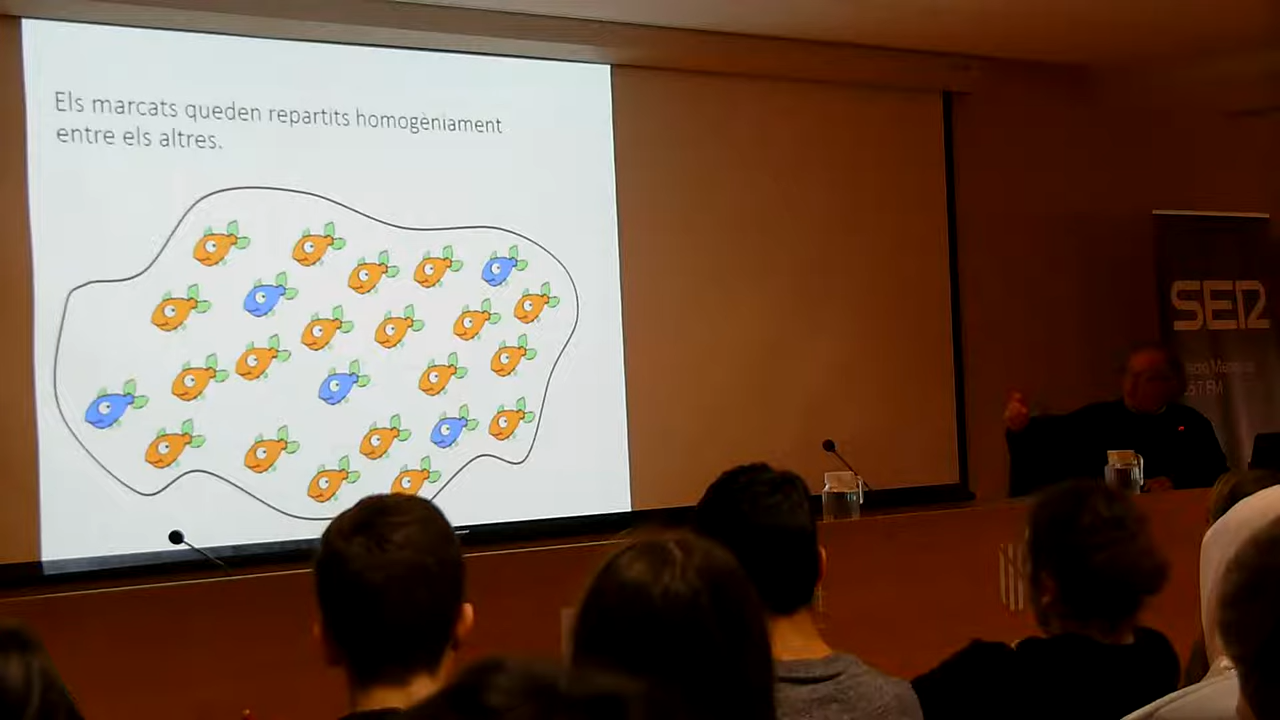 Els marcats queden repartits homogèniament
entre els altres.
SER